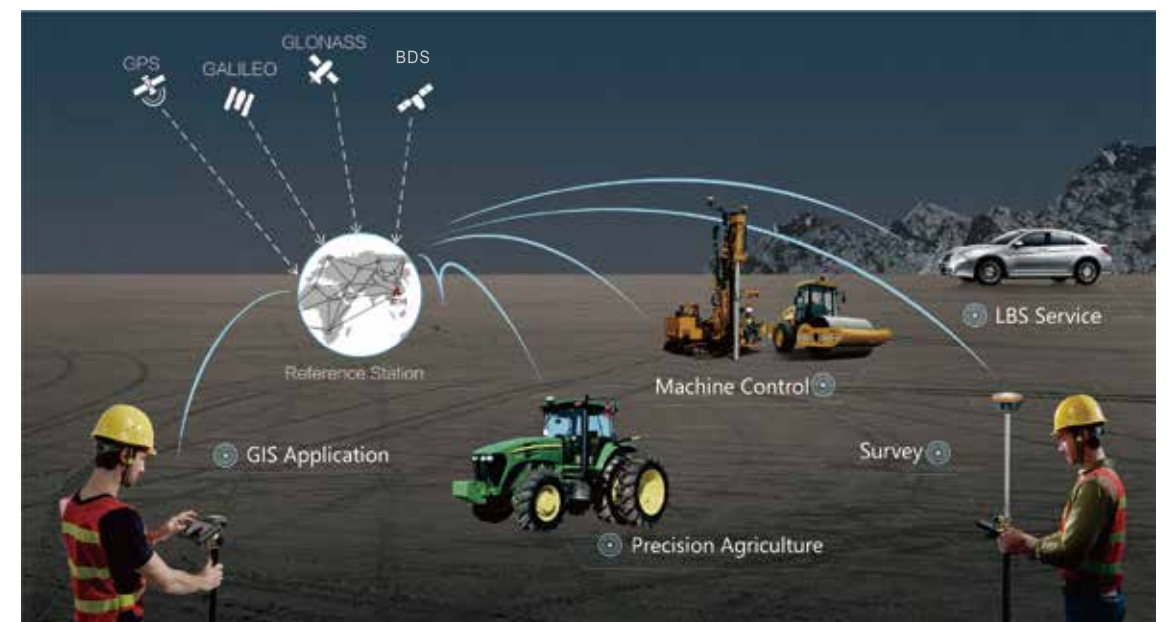 GLONASS
BDS
GPS
GALILEO
LBS Service
Reference Station
Machine Control
GIS Application
Survey
Precision Agriculture